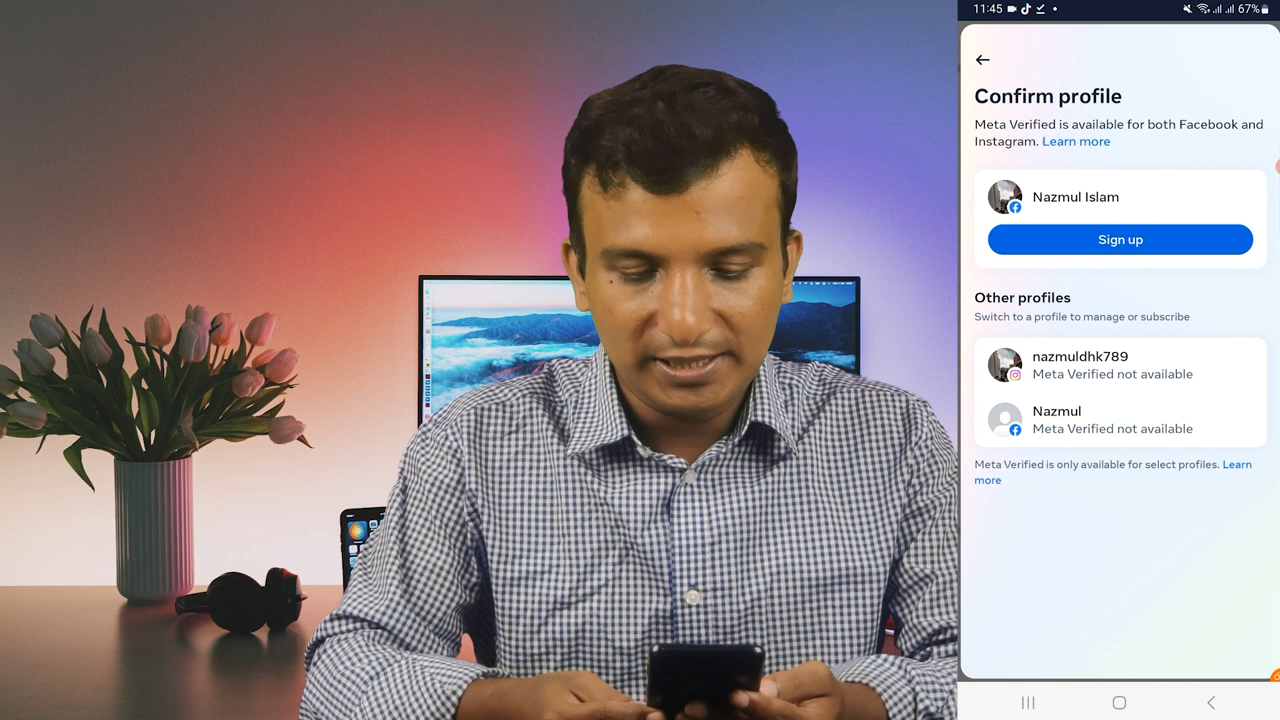 11:45
67%
Confirm profile
Meta Verified is available for both Facebook and
Instagram. Learn more
Nazmul Islam
Sign up
Other profiles
Switch to a profile to manage or subscribe
nazmuldhk789
Meta Verified not available
Nazmul
Meta Verified not available
Meta Verified is only available for select profiles. Learn
more